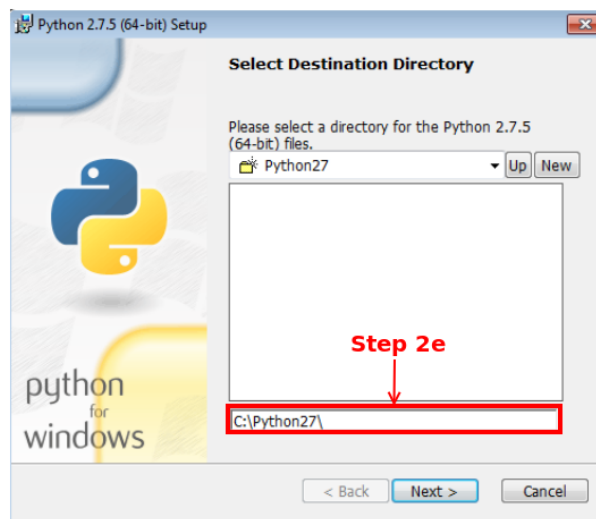 Python 2.7.5 (64-bit) Setup
Select Destination Directory
Please select a directory for the Python 2.7.5
(64-bit) files.
Python27
Up
New
Step 2e
C:\Python27\
python
for
windows
< Back
Next >
Cancel